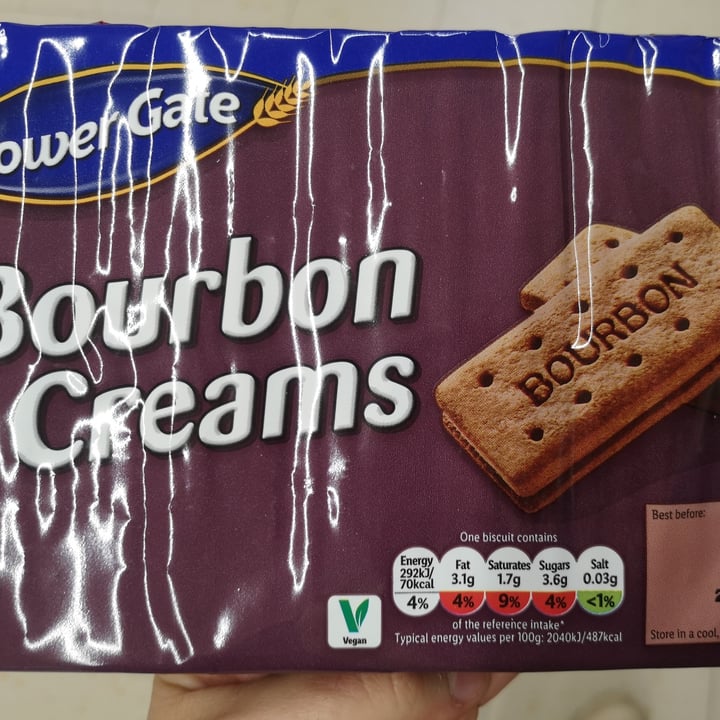 ower Gate
Bourbon
Creams
BOURBON
Best before:
One biscuit contains
Energy
292kJ/
70kcal
4%
Fat
3.1g
4%
Saturates
1.7g
9%
Sugars
3.6g
4%
Salt
0.03g
<1%
of the reference intake*
Typical energy values per 100g: 2040kJ/487kcal
Vegan
Store in a cool,